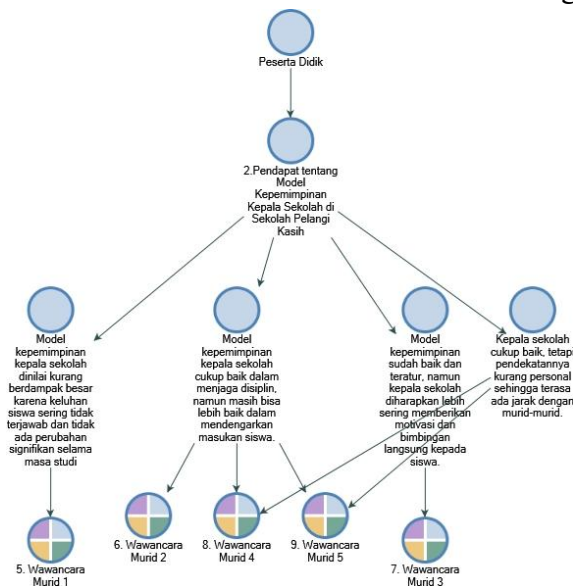 Peserta Didik
2.Pendapat tentang
Model
Kepemimpinan
Kepala Sekolah di
Sekolah Pelangi
Kasih
Model
kepemimpinan
kepala sekolah
dinilai kurang
berdampak besar
karena keluhan
siswa sering tidak
terjawab dan tidak
ada perubahan
signifikan selama
masa studi
Model
kepemimpinan
kepala sekolah
cukup baik dalam
menjaga disiplin,
namun masih bisa
lebih baik dalam
mendengarkan
masukan siswa.
Model
kepemimpinan
sudah baik dan
teratur, namun
kepala sekolah
diharapkan lebih
sering memberikan
motivasi dan
bimbingan
langsung kepada
siswa.
Kepala sekolah
cukup baik, tetapi
pendekatannya
kurang personal
sehingga terasa
ada jarak dengan
murid-murid.
5. Wawancara
Murid 1
6. Wawancara
Murid 2
8. Wawancara
Murid 4
9. Wawancara
Murid 5
7. Wawancara
Murid 3